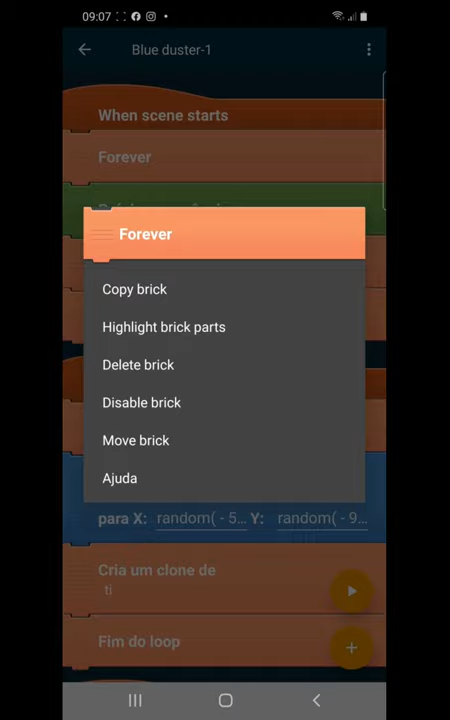 09:07
Blue duster-1
When scene starts
Forever
Forever
Copy brick
Highlight brick parts
Delete brick
Disable brick
Move brick
Ajuda
para X: random( - 5... Y: random( - 9...
Cria um clone de
ti
Fim do loop